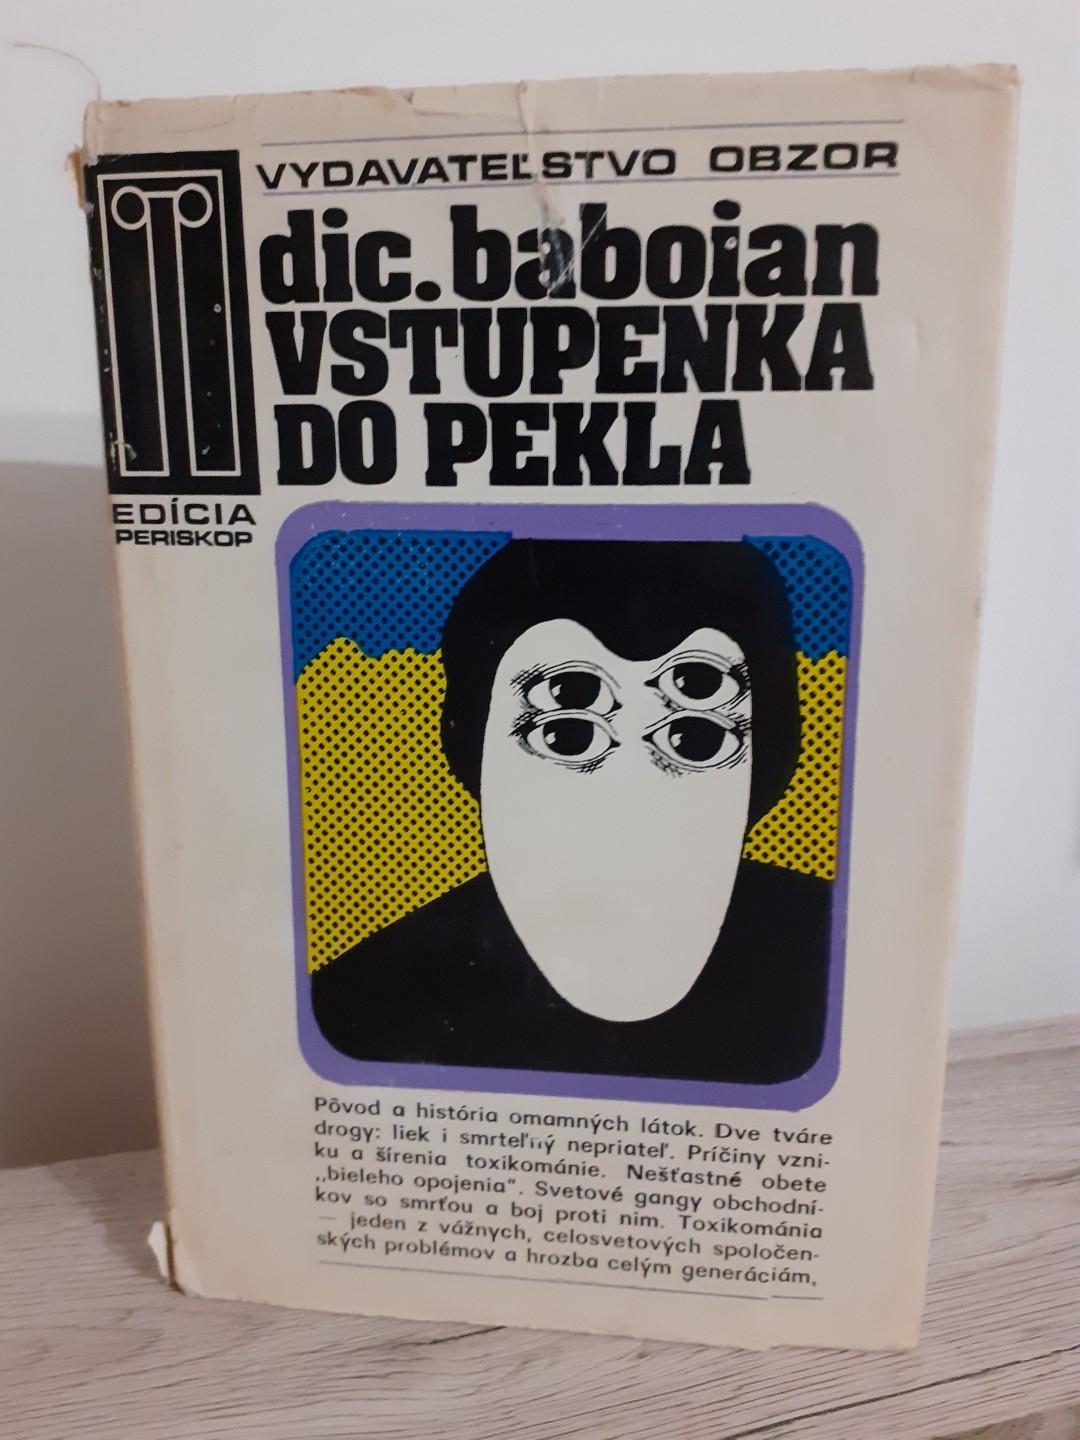 VYDAVATEĽSTVO OBZOR
dic. baboian
VSTUPENKA
DO PEKLA
EDÍCIA
PERISKOP
Pôvod a história omamných látok. Dve tváre
drogy: liek i smrteľný nepriateľ. Príčiny vzni-
ku a šírenia toxikománie. Nešťastné obete
„bieleho opojenia“. Svetové gangy obchodní-
kov so smrťou a boj proti nim. Toxikománia
— jeden z vážnych, celosvetových spoločen-
ských problémov a hrozba celým generáciám,